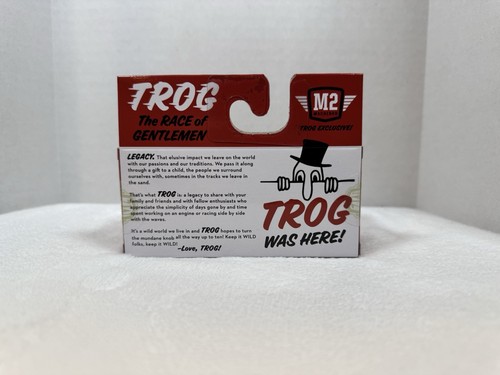 TROG
The RACE of
GENTLEMEN
M2
MACHINES
TROG EXCLUSIVE!
LEGACY. That elusive impact we leave on the world
with our passions and our traditions. We pass it along
through a gift to a child, the people we surround
ourselves with, sometimes in the tracks we leave in
the sand.
That's what TROG is: a legacy to share with your
family and friends and with fellow enthusiasts who
appreciate the simplicity of days gone by and time
spent working on an engine or racing side by side
with the waves.
It's a wild world we live in and TROG hopes to turn
the mundane knob all the way up to ten! Keep it WILD
folks, keep it WILD!
-Love, TROG!
TROG
WAS HERE!